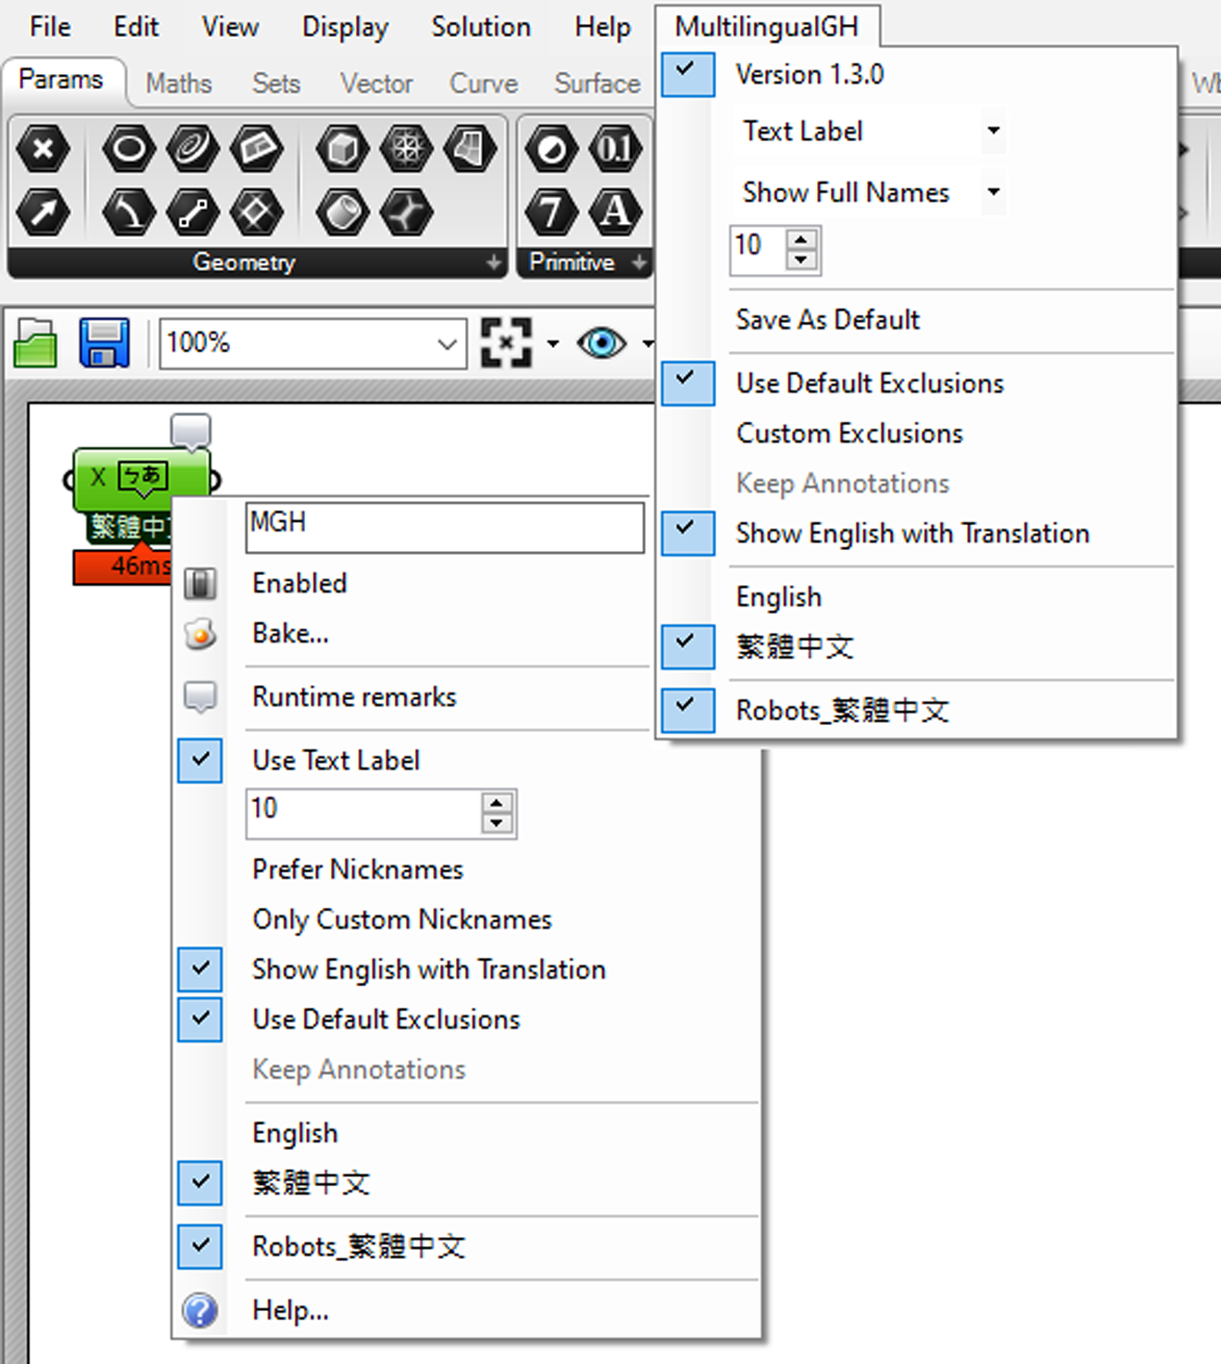 File Edit View Display Solution Help MultilingualGH
Params Maths Sets Vector Curve Surface
Geometry
Primitive
0.1
7
A
100%
Version 1.3.0
Text Label
Show Full Names
10
Save As Default
Use Default Exclusions
Custom Exclusions
Keep Annotations
Show English with Translation
English
繁體中文
Robots_繁體中文
X ㄅあ
繁體中
46ms
MGH
Enabled
Bake...
Runtime remarks
Use Text Label
10
Prefer Nicknames
Only Custom Nicknames
Show English with Translation
Use Default Exclusions
Keep Annotations
English
繁體中文
Robots_繁體中文
Help...